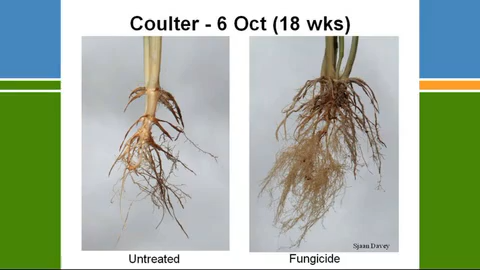 Coulter - 6 Oct (18 wks)
Sjaan Davey
Untreated
Fungicide